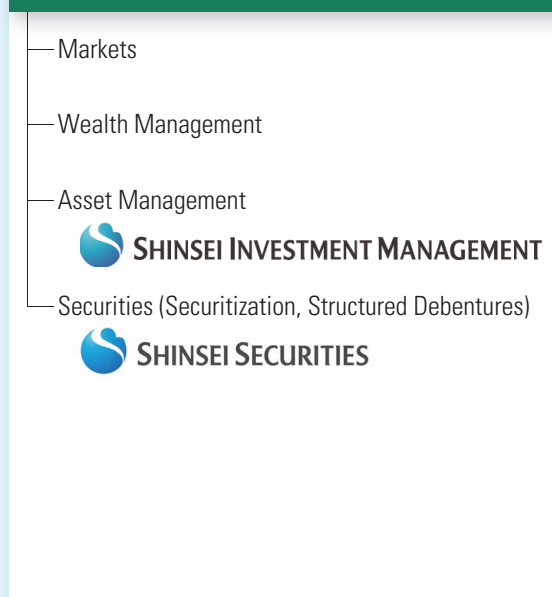 Markets
Wealth Management
Asset Management
SHINSEI INVESTMENT MANAGEMENT
Securities (Securitization, Structured Debentures)
SHINSEI SECURITIES